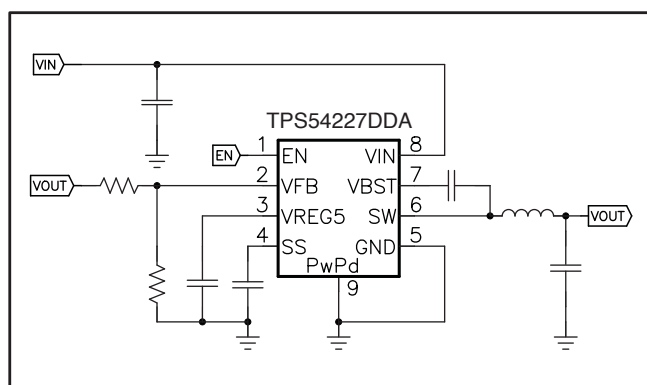 VIN
TPS54227DDA
EN
1
EN
VIN
8
VOUT
2
VFB
VBST
7
3
VREG5
SW
6
VOUT
4
SS
GND
5
PwPd
9